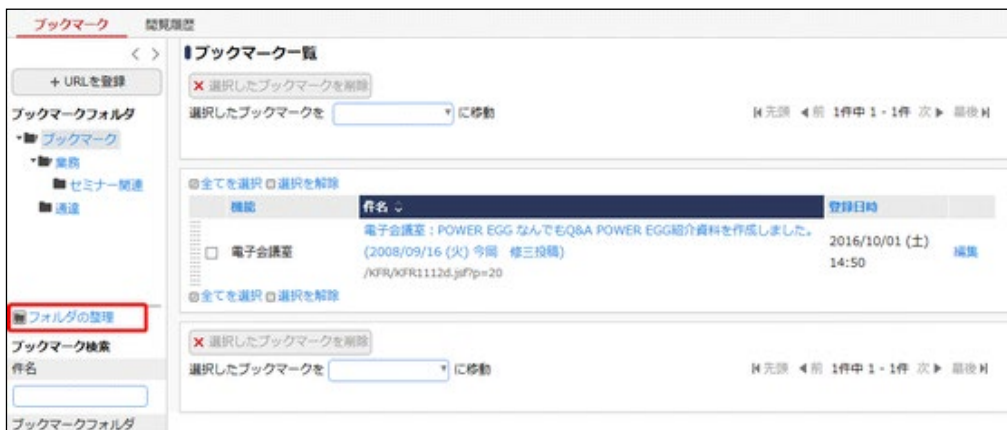 ブックマーク 閲覧履歴
+ URLを登録
ブックマークフォルダ
ブックマーク
業務
セミナー関連
通達
フォルダの整理
ブックマーク検索
件名
ブックマークフォルダ
ブックマーク一覧
選択したブックマークを削除
選択したブックマークを に移動 先頭 前 1件中 1 - 1件 次 最後
全てを選択 選択を解除
機能 件名 登録日時
電子会議室 電子会議室:POWER EGG なんでもQ&A POWER EGG紹介資料を作成しました。
(2008/09/16 (火) 今岡 修三投稿)
/KFR/KFR1112d.jsf?p=20
2016/10/01 (土)
14:50
編集
全てを選択 選択を解除
選択したブックマークを削除
選択したブックマークを に移動 先頭 前 1件中 1 - 1件 次 最後